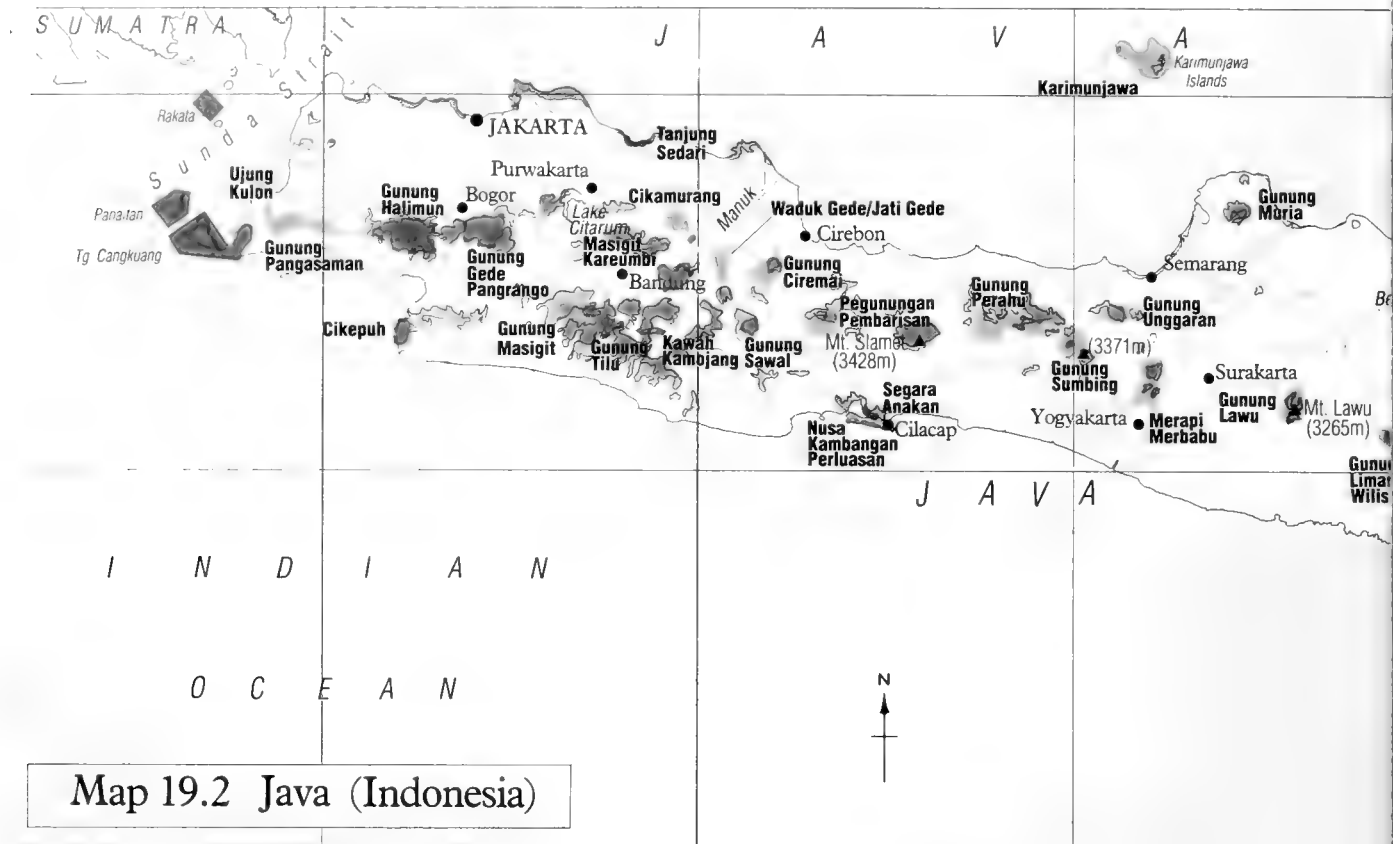 SUMATRA
J A V A
Sunda Strait
Karimunjawa
Islands
Karimunjawa
Rakata
JAKARTA
Tanjung
Sedari
Purwakarta
Ujung
Kulon
Gunung
Halimun
Bogor
Cikamurang
Manuk
Gunung
Muria
Panaitan
Lake
Citarum
Waduk Gede/Jati Gede
Cirebon
Tg Cangkuang
Gunung
Pangasaman
Gunung
Gede
Pangrango
Masigit
Kareumbi
Bandung
Gunung
Ciremai
Semarang
Gunung
Perahu
Pegunungan
Pembarisan
Gunung
Unggaran
Cikepuh
Gunung
Masigit
Gunung
Tilu
Kawah
Kambjang
Gunung
Sawal
Mt. Slamet
(3428m)
(3371m)
Gunung
Sumbing
Surakarta
Segara
Anakan
Gunung
Lawu
Mt. Lawu
(3265m)
Nusa
Kambangan
Perluasan
Cilacap
Yogyakarta
Merapi
Merbabu
Wilis
JAVA
INDIAN
OCEAN
N
Map 19.2 Java (Indonesia)